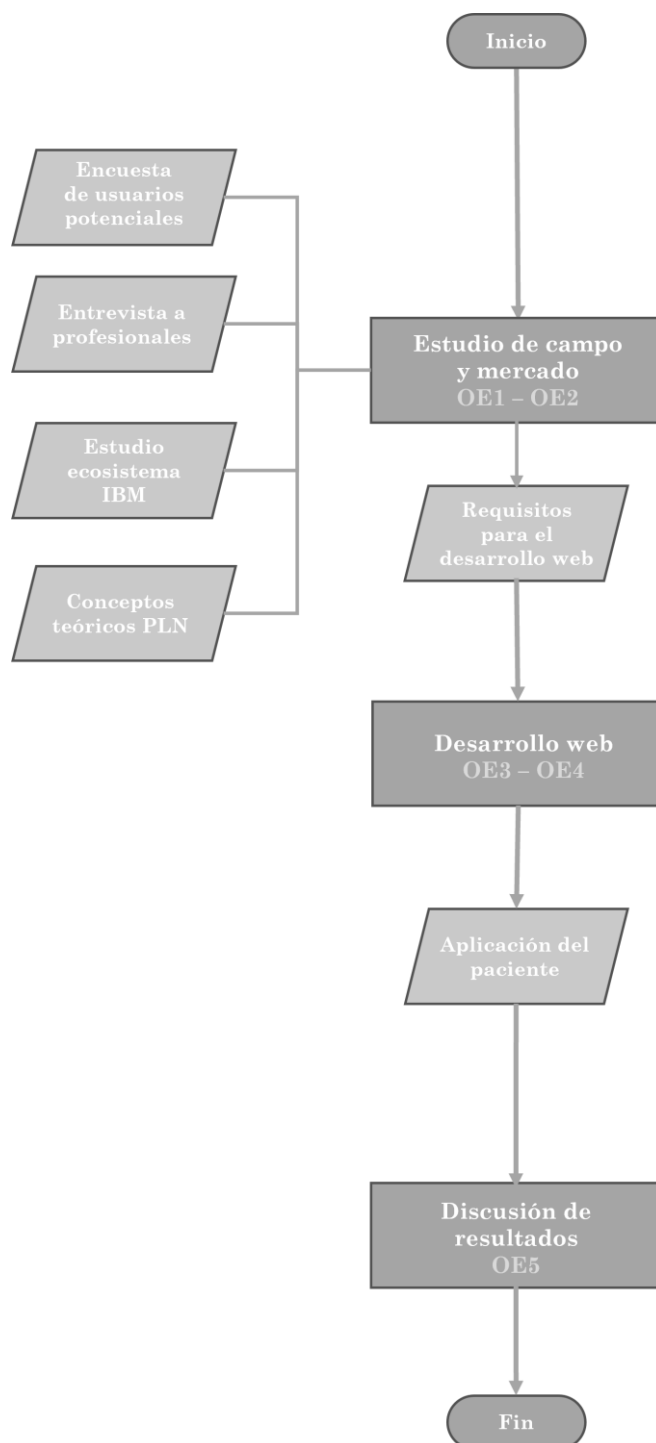 Inicio
Encuesta
de usuarios
potenciales
Entrevista a
profesionales
Estudio
ecosistema
IBM
Conceptos
teóricos PLN
Estudio de campo
y mercado
OE1 – OE2
Requisitos
para el
desarrollo web
Desarrollo web
OE3 – OE4
Aplicación del
paciente
Discusión de
resultados
OE5
Fin